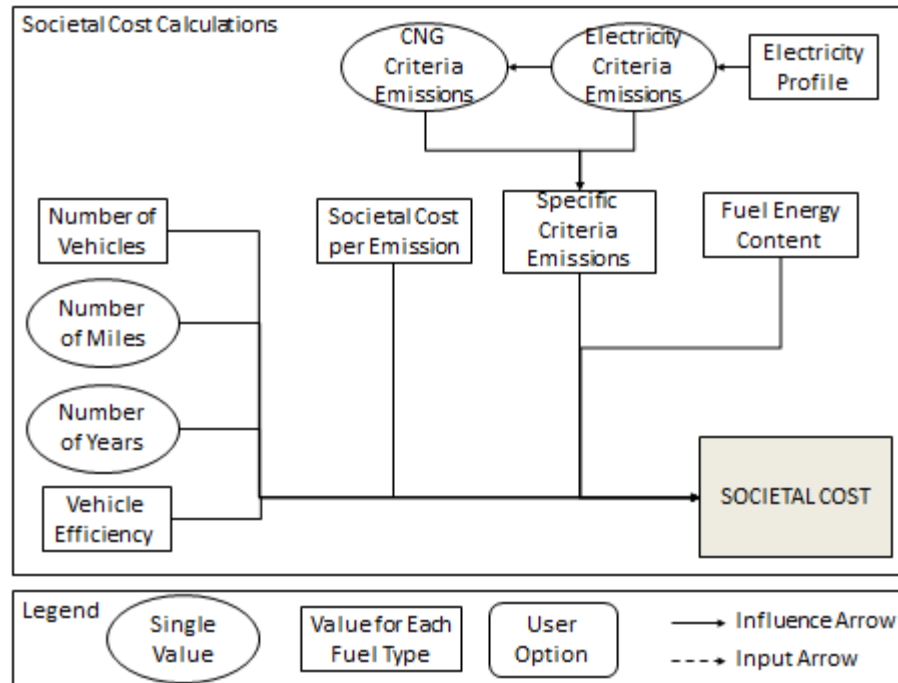 Societal Cost Calculations
CNG
Criteria
Emissions
Electricity
Criteria
Emissions
Electricity
Profile
Number of
Vehicles
Societal Cost
per Emission
Specific
Criteria
Emissions
Fuel Energy
Content
Number
of Miles
Number
of Years
Vehicle
Efficiency
SOCIETAL COST
Legend
Single
Value
Value for Each
Fuel Type
User
Option
Influence Arrow
Input Arrow